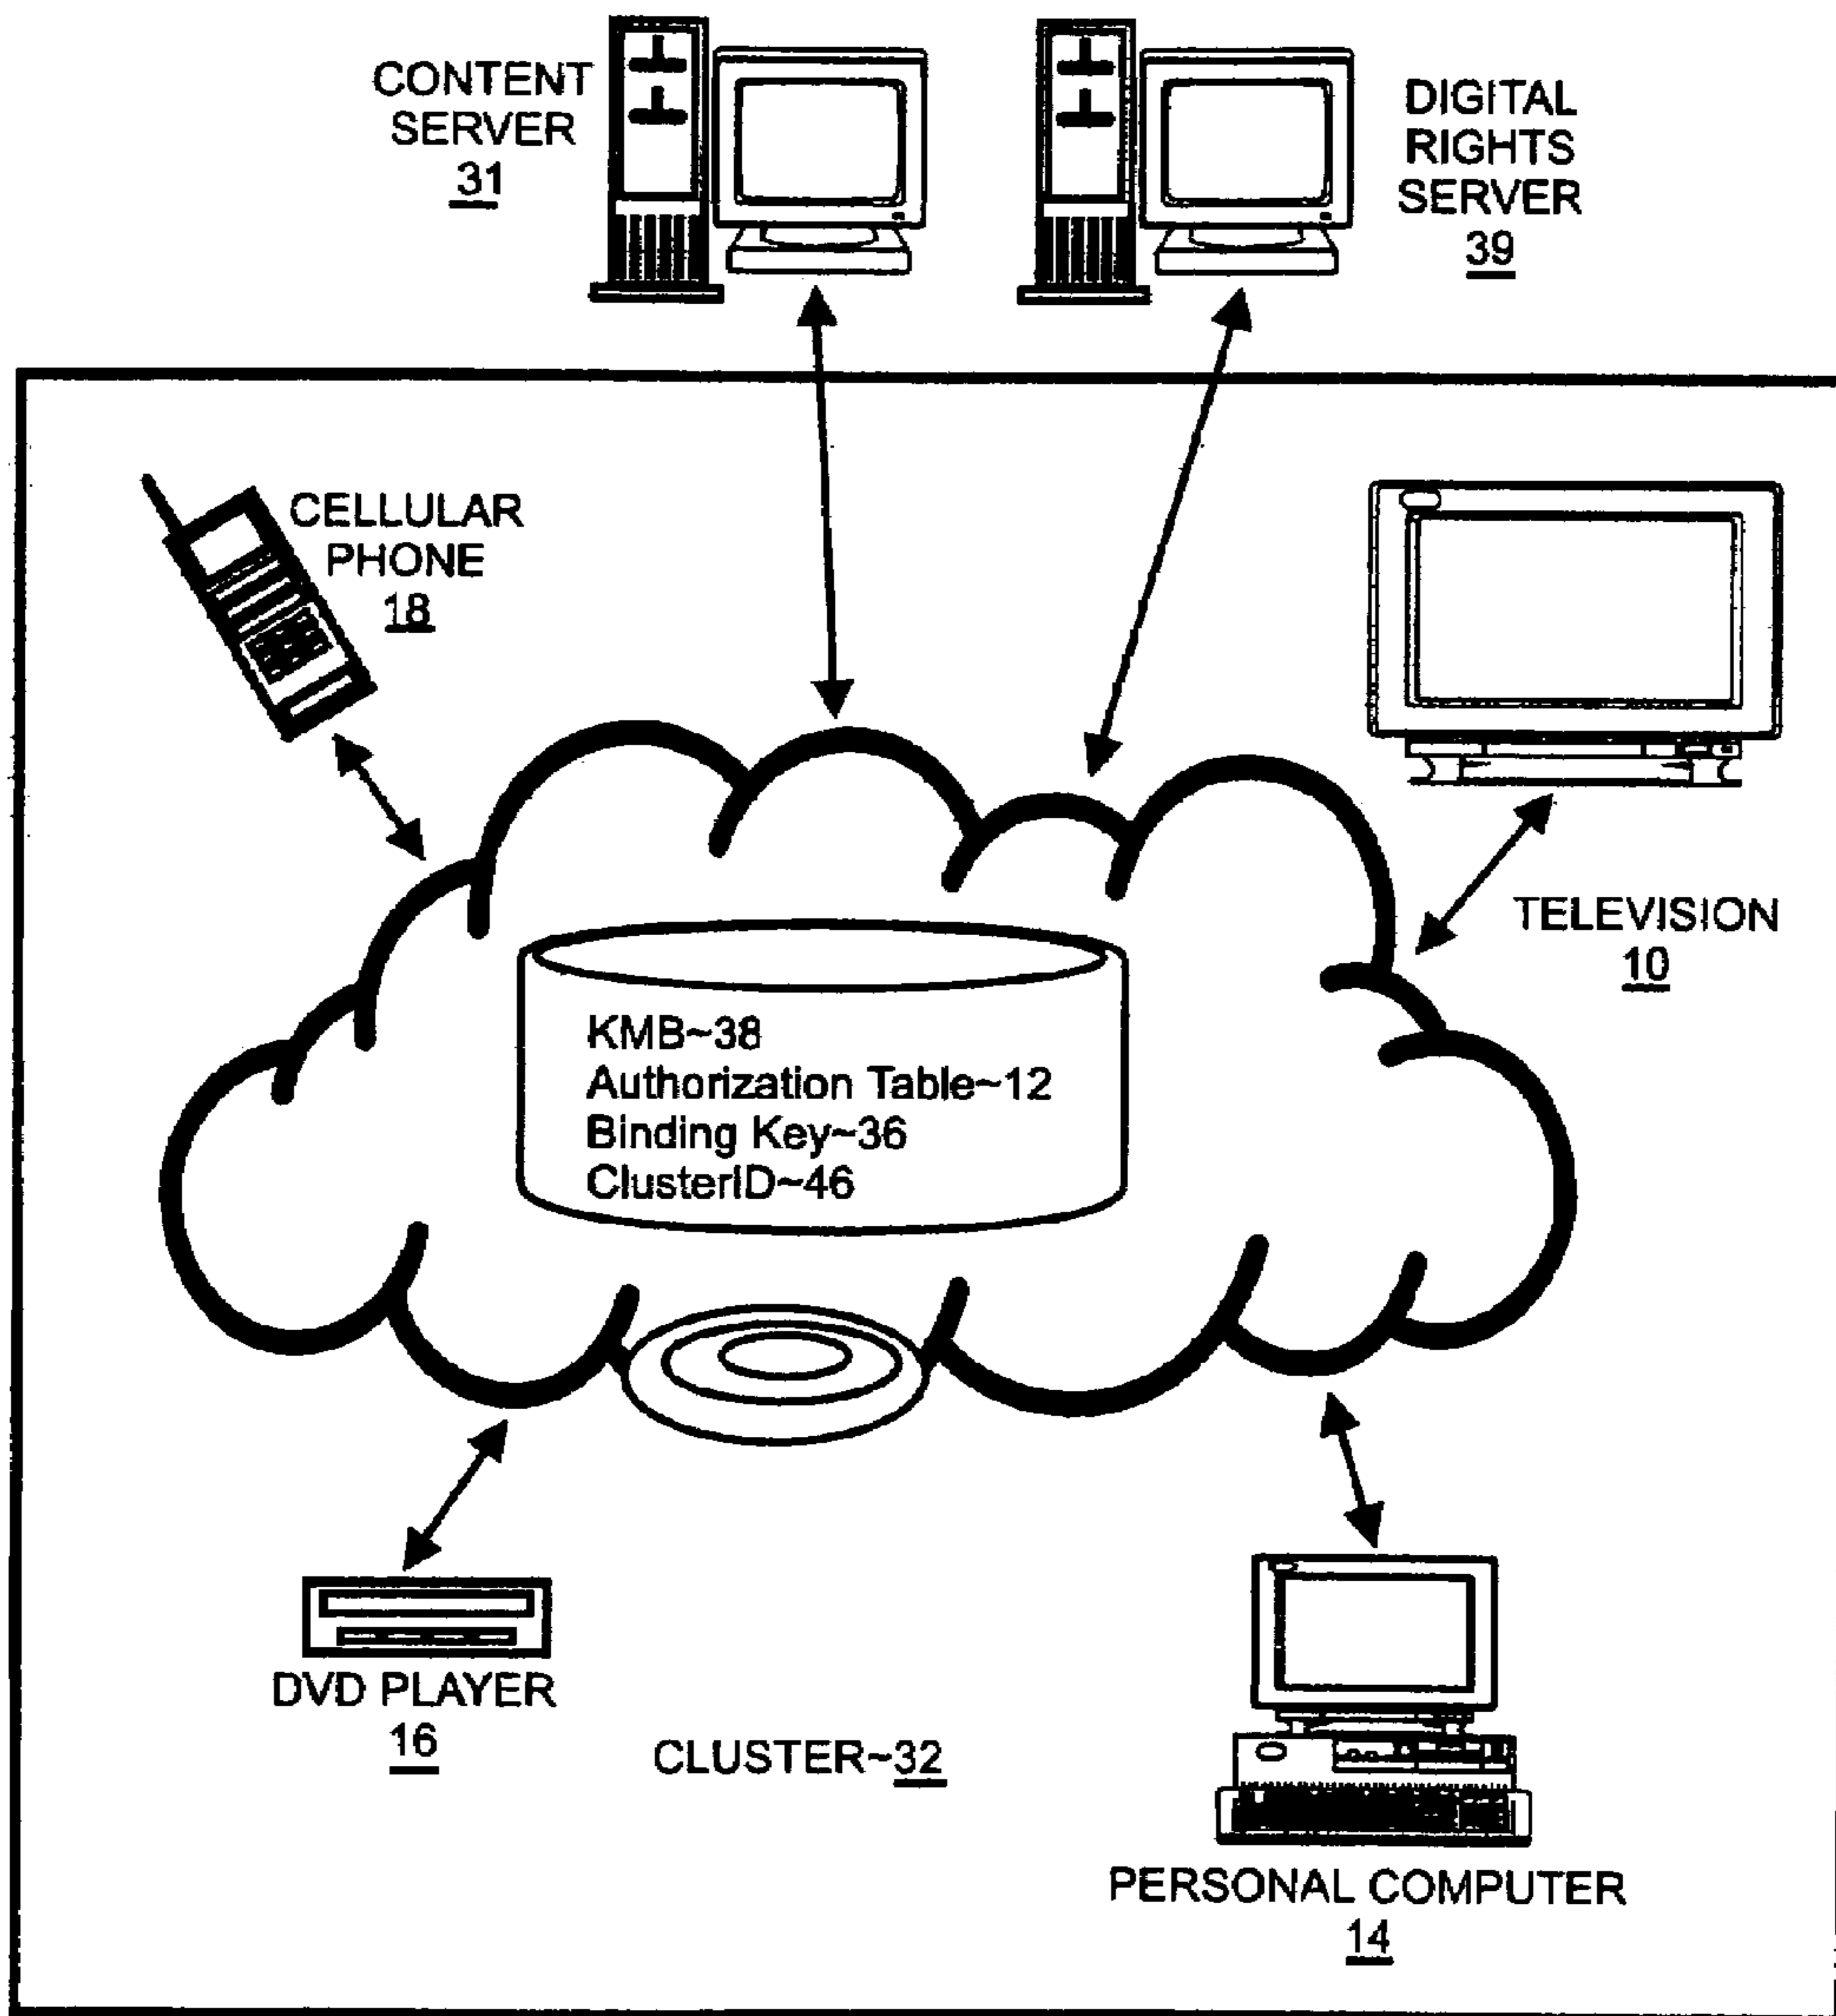 CONTENT
SERVER
31
DIGITAL
RIGHTS
SERVER
39
CELLULAR
PHONE
18
TELEVISION
10
KMB~38
Authorization Table~12
Binding Key~36
ClusterID~46
DVD PLAYER
16
CLUSTER~32
PERSONAL COMPUTER
14